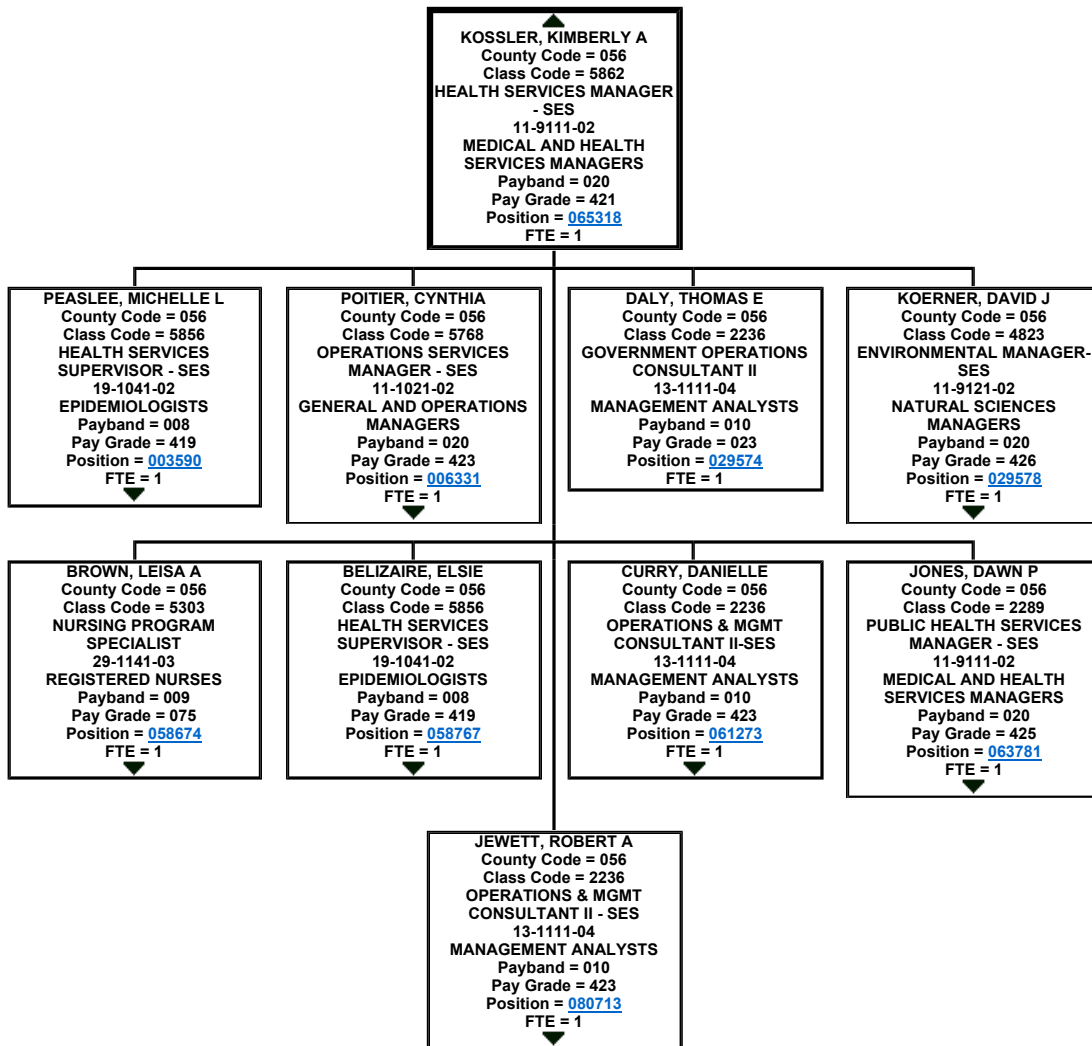 KOSSLER, KIMBERLY A
County Code = 056
Class Code = 5862
HEALTH SERVICES MANAGER
- SES
11-9111-02
MEDICAL AND HEALTH
SERVICES MANAGERS
Payband = 020
Pay Grade = 421
Position = 065318
FTE = 1
PEASLEE, MICHELLE L
County Code = 056
Class Code = 5856
HEALTH SERVICES
SUPERVISOR - SES
19-1041-02
EPIDEMIOLOGISTS
Payband = 008
Pay Grade = 419
Position = 003590
FTE = 1
POITIER, CYNTHIA
County Code = 056
Class Code = 5768
OPERATIONS SERVICES
MANAGER - SES
11-1021-02
GENERAL AND OPERATIONS
MANAGERS
Payband = 020
Pay Grade = 423
Position = 006331
FTE = 1
DALY, THOMAS E
County Code = 056
Class Code = 2236
GOVERNMENT OPERATIONS
CONSULTANT II
13-1111-04
MANAGEMENT ANALYSTS
Payband = 010
Pay Grade = 023
Position = 029574
FTE = 1
KOERNER, DAVID J
County Code = 056
Class Code = 4823
ENVIRONMENTAL MANAGER-
SES
11-9121-02
NATURAL SCIENCES
MANAGERS
Payband = 020
Pay Grade = 426
Position = 029578
FTE = 1
BROWN, LEISA A
County Code = 056
Class Code = 5303
NURSING PROGRAM
SPECIALIST
29-1141-03
REGISTERED NURSES
Payband = 009
Pay Grade = 075
Position = 058674
FTE = 1
BELIZAIRE, ELSIE
County Code = 056
Class Code = 5856
HEALTH SERVICES
SUPERVISOR - SES
19-1041-02
EPIDEMIOLOGISTS
Payband = 008
Pay Grade = 419
Position = 058767
FTE = 1
CURRY, DANIELLE
County Code = 056
Class Code = 2236
OPERATIONS & MGMT
CONSULTANT II-SES
13-1111-04
MANAGEMENT ANALYSTS
Payband = 010
Pay Grade = 423
Position = 061273
FTE = 1
JONES, DAWN P
County Code = 056
Class Code = 2289
PUBLIC HEALTH SERVICES
MANAGER - SES
11-9111-02
MEDICAL AND HEALTH
SERVICES MANAGERS
Payband = 020
Pay Grade = 425
Position = 063781
FTE = 1
JEWETT, ROBERT A
County Code = 056
Class Code = 2236
OPERATIONS & MGMT
CONSULTANT II - SES
13-1111-04
MANAGEMENT ANALYSTS
Payband = 010
Pay Grade = 423
Position = 080713
FTE = 1